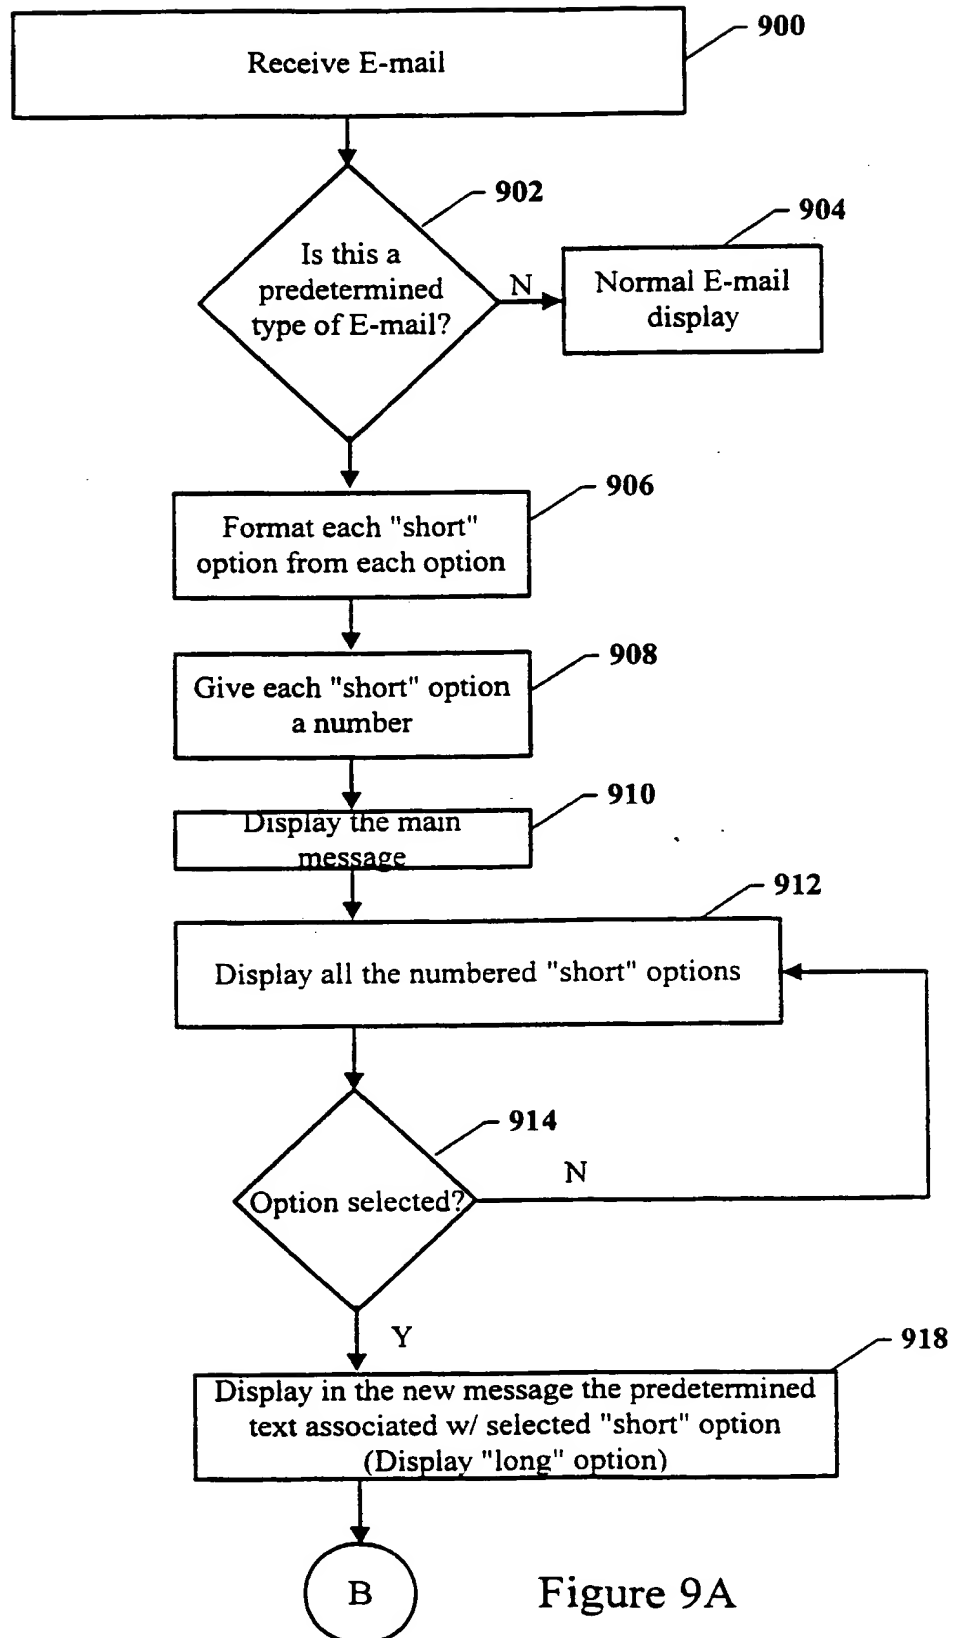 900
Receive E-mail
902
904
Is this a
predetermined
type of E-mail?
N
Normal E-mail
display
906
Format each "short"
option from each option
908
Give each "short" option
a number
910
Display the main
message
912
Display all the numbered "short" options
914
Option selected?
N
Y
918
Display in the new message the predetermined
text associated w/ selected "short" option
(Display "long" option)
B
Figure 9A